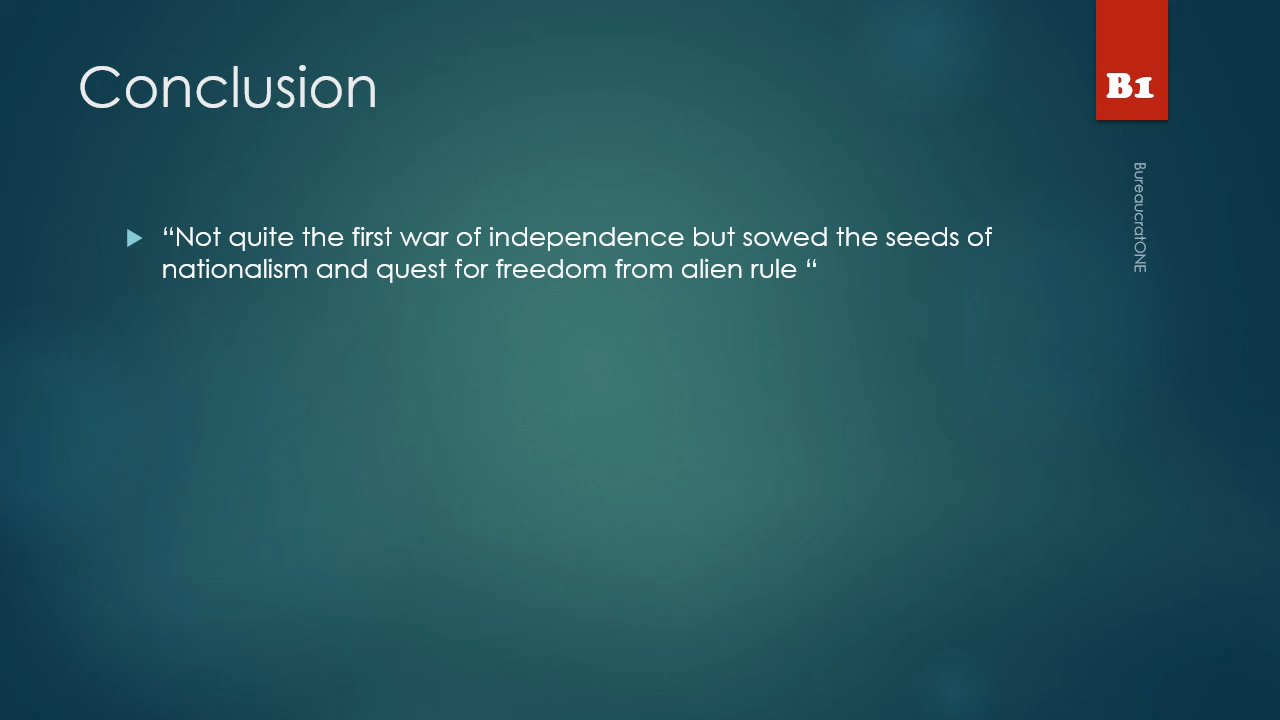 Conclusion
B1
BureaucratONE
“Not quite the first war of independence but sowed the seeds of
nationalism and quest for freedom from alien rule “